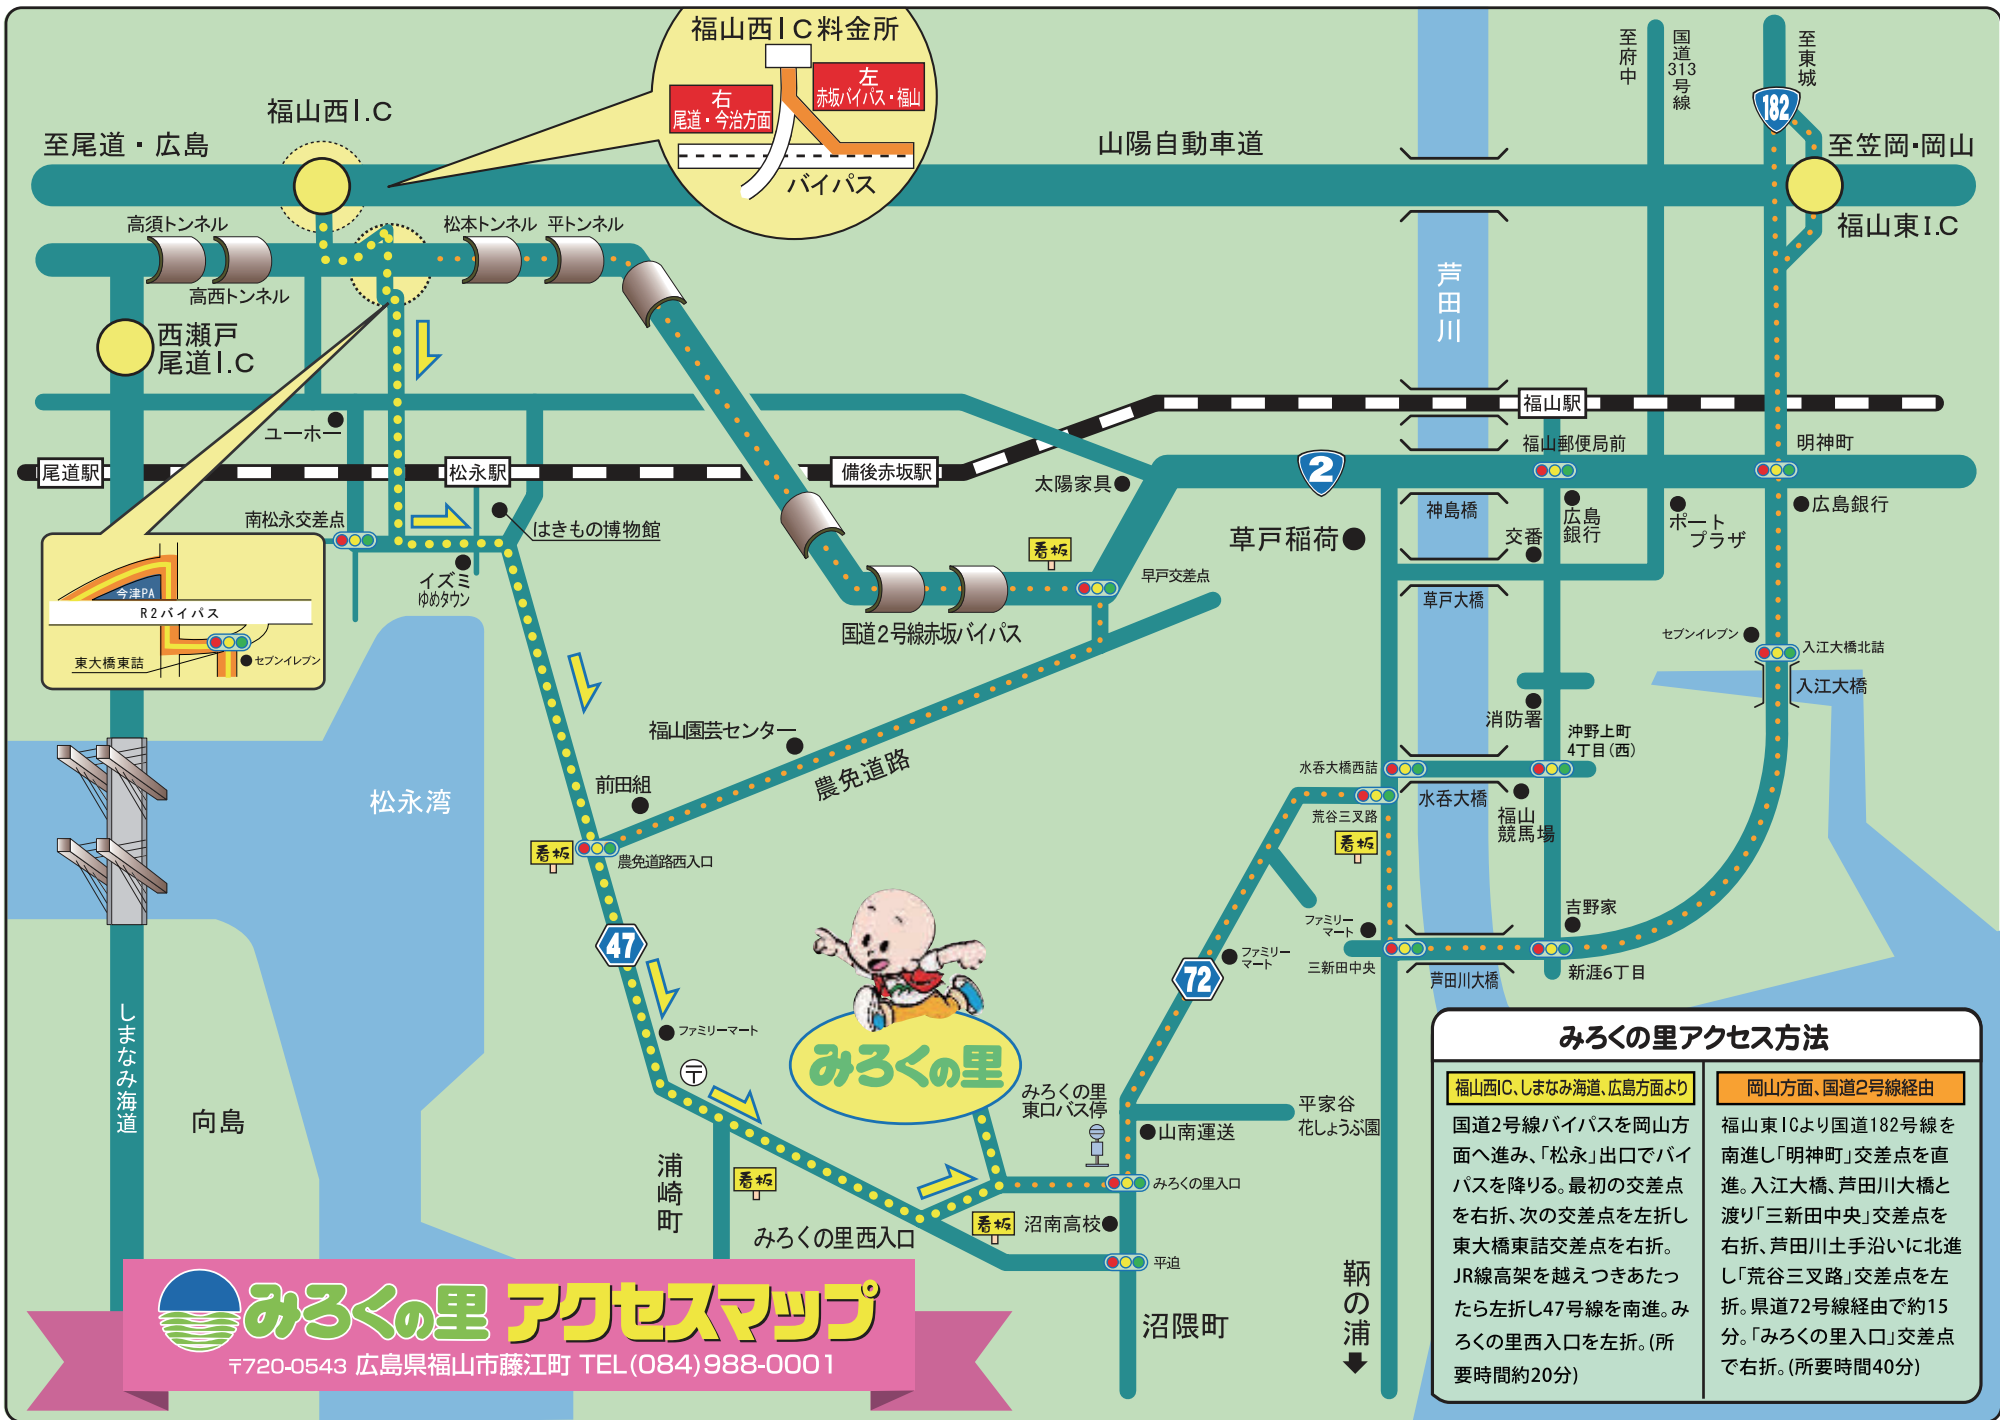 福山西IC料金所
右
尾道・今治方面
左
赤坂バイパス・福山
バイパス
福山西I.C
至尾道・広島
山陽自動車道
至府中
国道313号線
至東城
182
至笠岡・岡山
福山東I.C
高須トンネル
高西トンネル
松本トンネル
平トンネル
西瀬戸
尾道I.C
芦田川
ユーホー
尾道駅
松永駅
備後赤坂駅
福山駅
福山郵便局前
明神町
2
太陽家具
南松永交差点
はきもの博物館
イズミ
ゆめタウン
神島橋
交番
広島
銀行
ポート
プラザ
広島銀行
草戸稲荷
看板
早戸交差点
草戸大橋
国道2号線赤坂バイパス
今津PA
R2バイパス
東大橋東詰
セブンイレブン
セブンイレブン
入江大橋北詰
入江大橋
消防署
沖野上町
4丁目(西)
福山園芸センター
農免道路
前田組
看板
農免道路西入口
松永湾
水呑大橋西詰
水呑大橋
福山
競馬場
荒谷三叉路
看板
47
72
ファミリー
マート
ファミリー
マート
三新田中央
芦田川大橋
吉野家
新涯6丁目
ファミリーマート
〒
みろくの里
みろくの里
東口バス停
山南運送
平家谷
花しょうぶ園
しまなみ海道
向島
浦崎町
看板
みろくの里西入口
看板
沼南高校
みろくの里入口
平迫
沼隈町
鞆の浦
みろくの里アクセス方法
福山西IC、しまなみ海道、広島方面より
国道2号線バイパスを岡山方
面へ進み、「松永」出口でバイ
パスを降りる。最初の交差点
を右折、次の交差点を左折し
東大橋東詰交差点を右折。
JR線高架を越えつきあたっ
たら左折し47号線を南進。み
ろくの里西入口を左折。(所
要時間約20分)
岡山方面、国道2号線経由
福山東ICより国道182号線を
南進し「明神町」交差点を直
進。入江大橋、芦田川大橋と
渡り「三新田中央」交差点を
右折、芦田川土手沿いに北進
し「荒谷三叉路」交差点を左
折。県道72号線経由で約15
分。「みろくの里入口」交差点
で右折。(所要時間40分)
みろくの里 アクセスマップ
〒720-0543 広島県福山市藤江町 TEL(084)988-0001